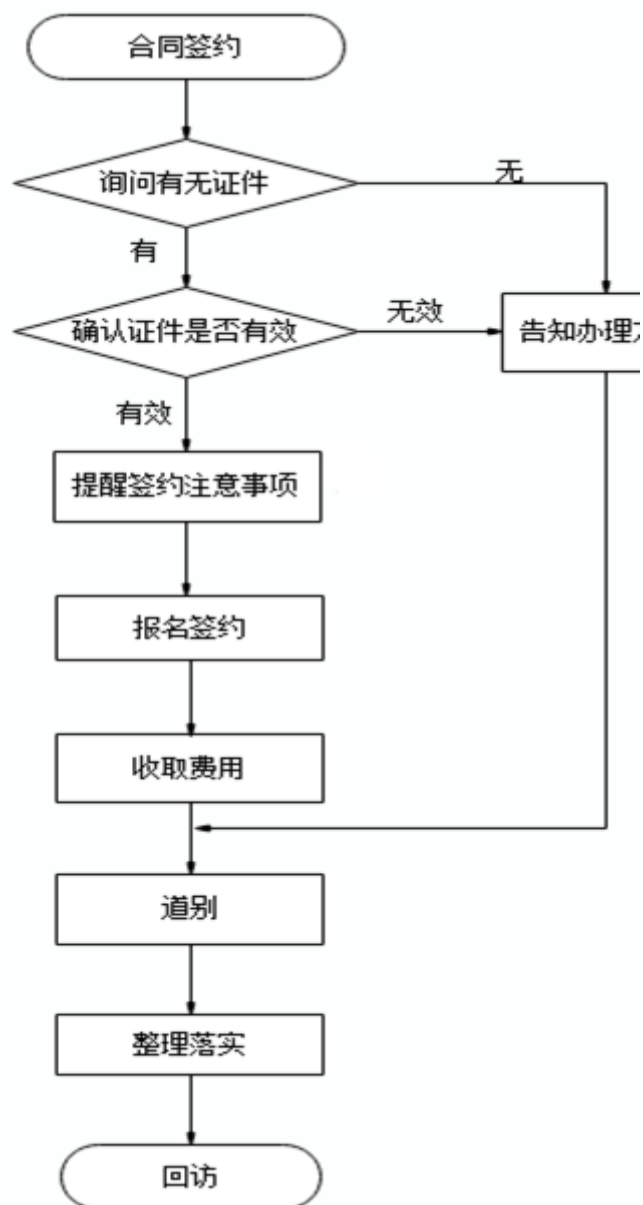 合同签约
询问有无证件
无
有
确认证件是否有效
无效
告知办理
有效
提醒签约注意事项
报名签约
收取费用
道别
整理落实
回访